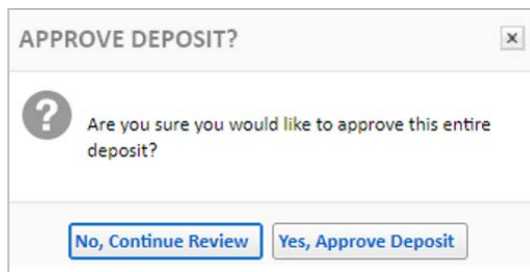 APPROVE DEPOSIT?
Are you sure you would like to approve this entire
deposit?
No, Continue Review
Yes, Approve Deposit